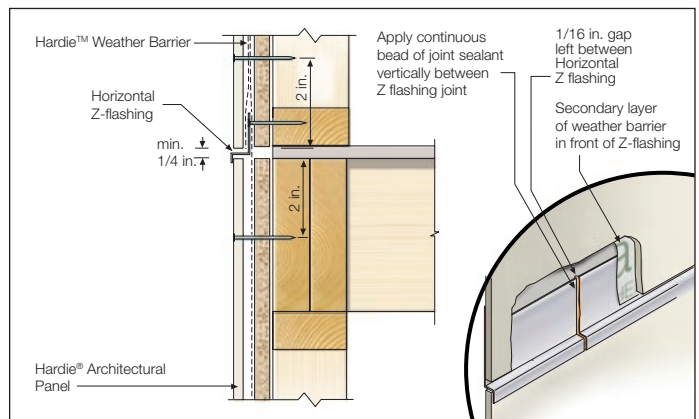 Hardie™ Weather Barrier
Horizontal
Z-flashing
min.
1/4 in.
2 in.
2 in.
Hardie® Architectural
Panel
Apply continuous
bead of joint sealant
vertically between
Z flashing joint
1/16 in. gap
left between
Horizontal
Z flashing
Secondary layer
of weather barrier
in front of Z-flashing